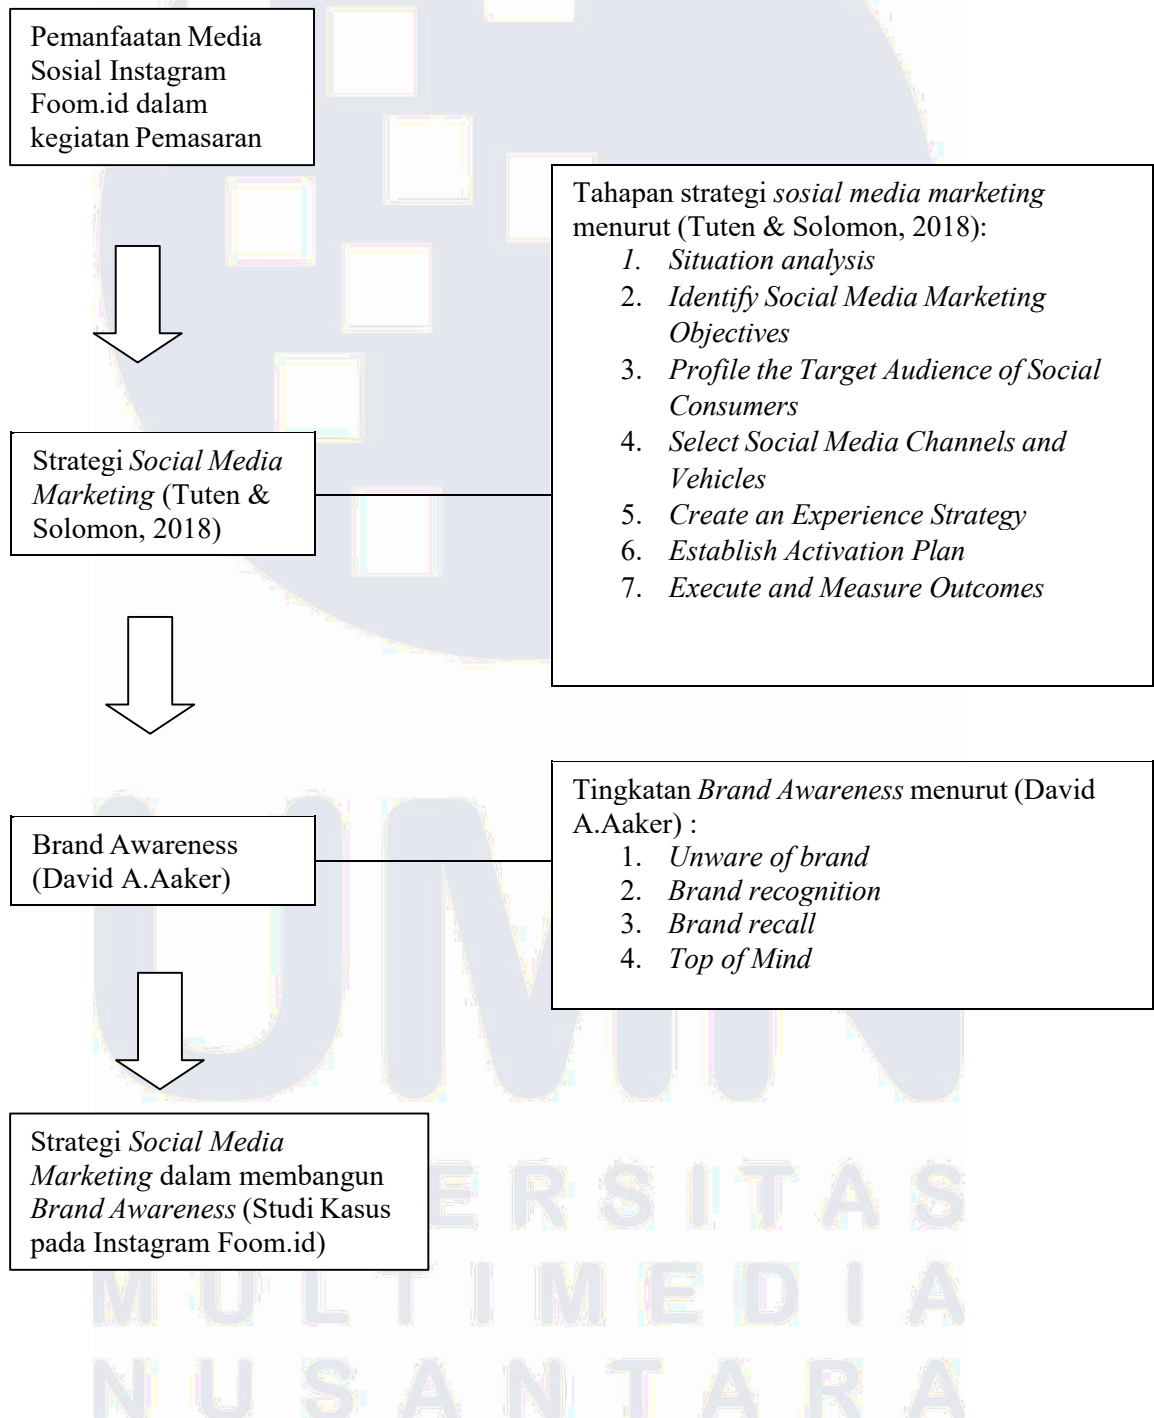 Pemanfaatan Media
Sosial Instagram
Foom.id dalam
kegiatan Pemasaran
Tahapan strategi sosial media marketing
menurut (Tuten & Solomon, 2018):
1. Situation analysis
2. Identify Social Media Marketing
Objectives
3. Profile the Target Audience of Social
Consumers
4. Select Social Media Channels and
Vehicles
5. Create an Experience Strategy
6. Establish Activation Plan
7. Execute and Measure Outcomes
Strategi Social Media
Marketing (Tuten &
Solomon, 2018)
Tingkatan Brand Awareness menurut (David
A.Aaker) :
1. Unware of brand
2. Brand recognition
3. Brand recall
4. Top of Mind
Brand Awareness
(David A.Aaker)
Strategi Social Media
Marketing dalam membangun
Brand Awareness (Studi Kasus
pada Instagram Foom.id)
UMN
ERSITAS
MULTIMEDIA
NUSANTARA